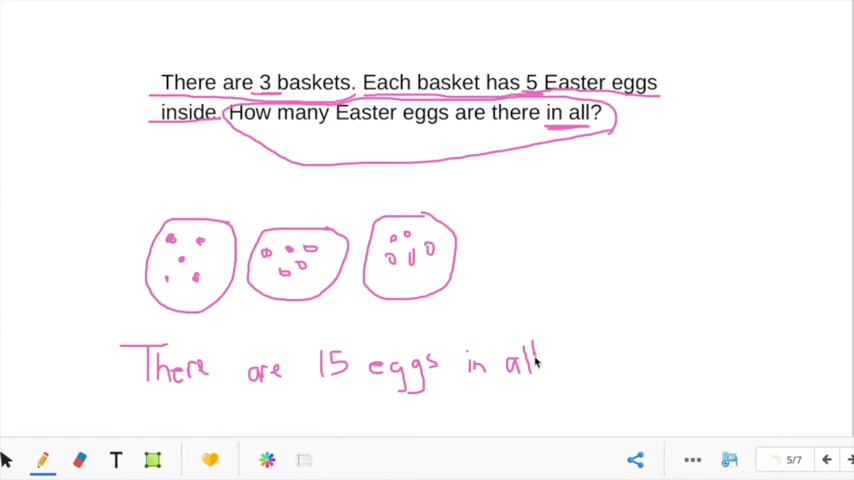 There are 3 baskets. Each basket has 5 Easter eggs
inside. How many Easter eggs are there in all?
There are 15 eggs in all
T
5/7